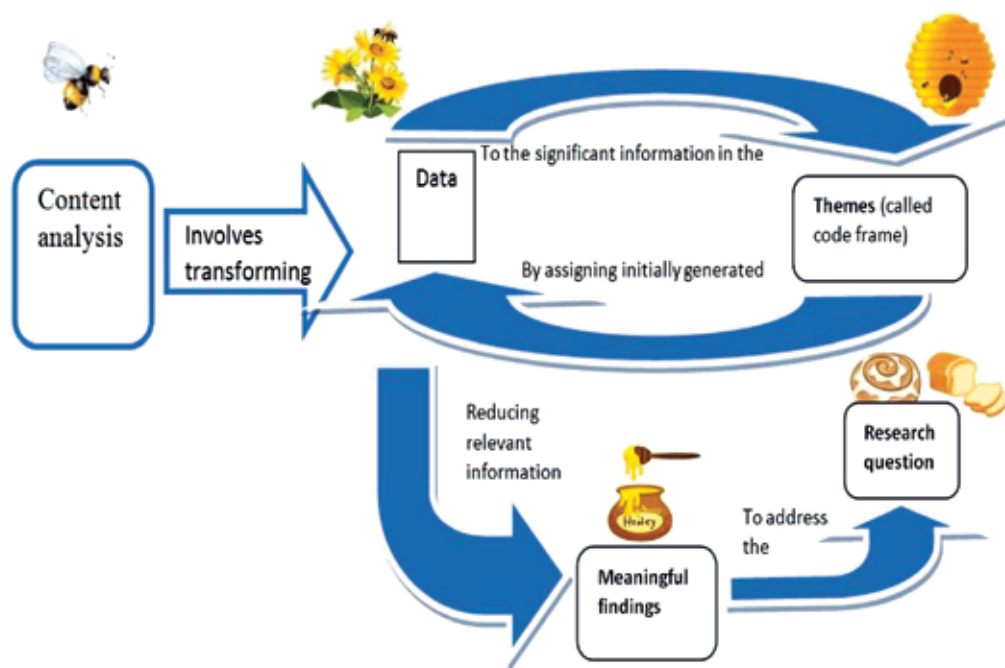 Content
analysis
Involves
transforming
Data
To the significant information in the
Themes (called
code frame)
By assigning initially generated
Reducing
relevant
information
Honey
Meaningful
findings
To address
the
Research
question